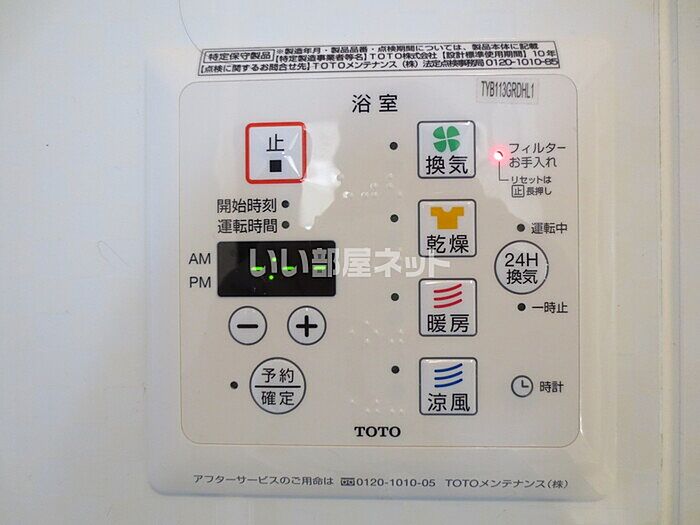 ※製造年月・製品品番・点検期間については、製品本体に記載
特定保守製品 [特定製造事業者等名]TOTO株式会社 [設計標準使用期間] 10年
[点検に関するお問合せ先]TOTOメンテナンス(株)法定点検事務局0120-1010-65
TYB113GRDHL1
浴室
止
換気
フィルター
お手入れ
リセットは
止長押し
開始時刻
運転時間
乾燥
運転中
AM
PM
-:- -
24H
換気
一時止
いい部屋ネット
− +
暖房
予約
確定
涼風
時計
TOTO
アフターサービスのご用命は 0120-1010-05 TOTOメンテナンス(株)